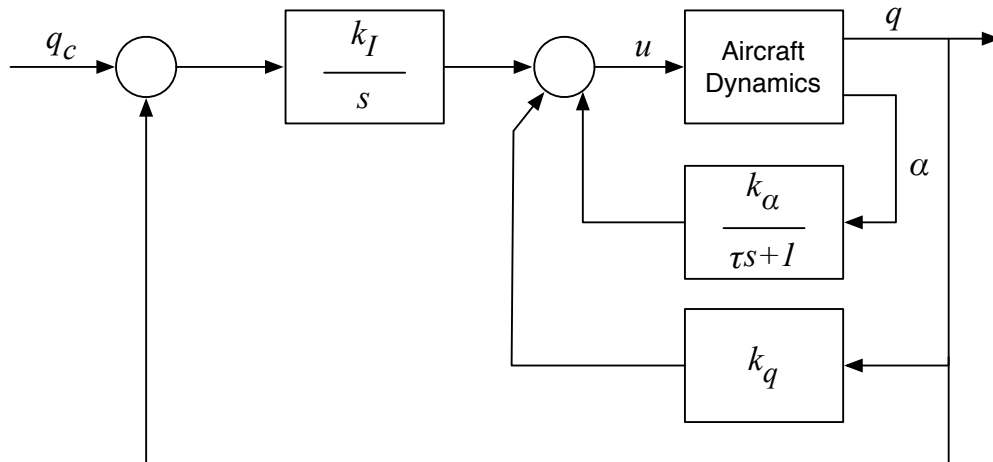 q_c
k_I
s
u
Aircraft
Dynamics
q
α
k_α
τs+1
k_q